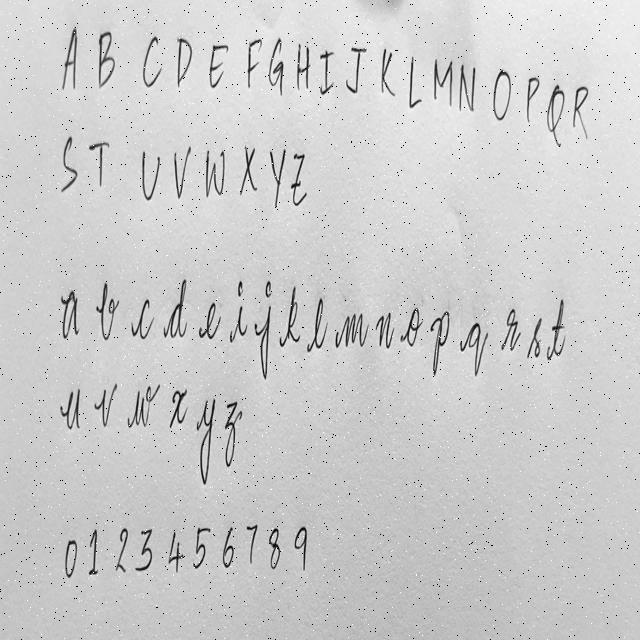 A B C D E F G H I J K L M N O P Q R
S T U V W X Y Z
a b c d e i j k l m n o p q r s t
u v w x y z
0 1 2 3 4 5 6 7 8 9